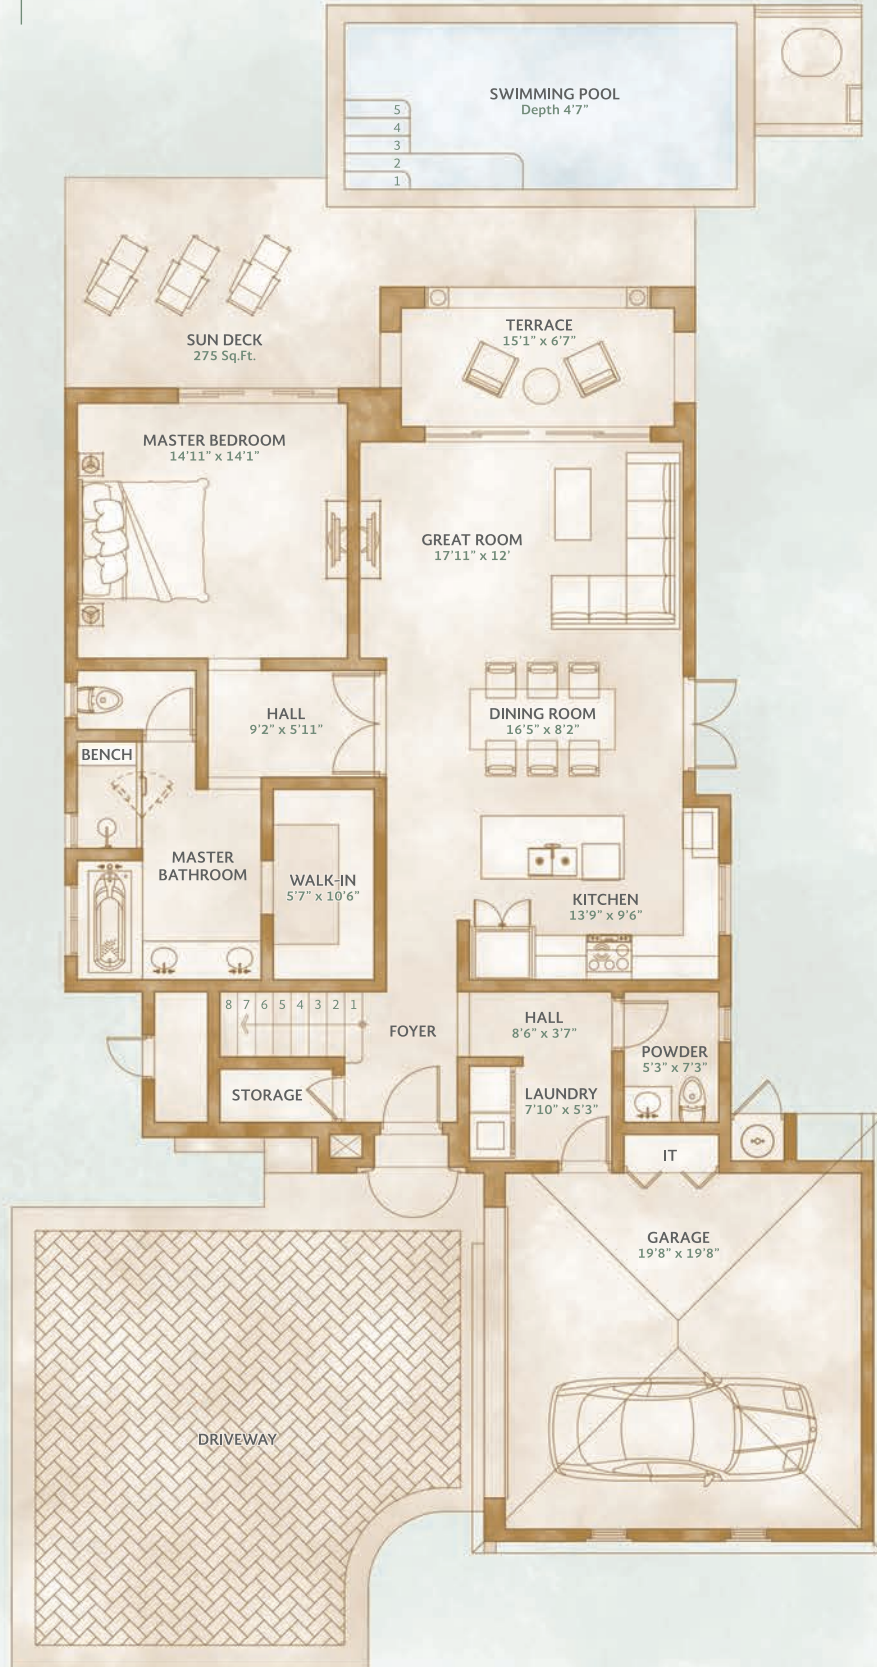 SWIMMING POOL
Depth 4'7”
5
4
3
2
1
TERRACE
15'1” x 6'7”
SUN DECK
275 Sq.Ft.
MASTER BEDROOM
14'11” x 14'1”
GREAT ROOM
17'11” x 12'
HALL
9'2” x 5'11”
DINING ROOM
16'5” x 8'2”
BENCH
MASTER
BATHROOM
WALK-IN
5'7” x 10'6”
KITCHEN
13'9” x 9'6”
8 7 6 5 4 3 2 1
FOYER
HALL
8'6” x 3'7”
POWDER
5'3” x 7'3”
STORAGE
LAUNDRY
7'10” x 5'3”
IT
GARAGE
19'8” x 19'8”
DRIVEWAY